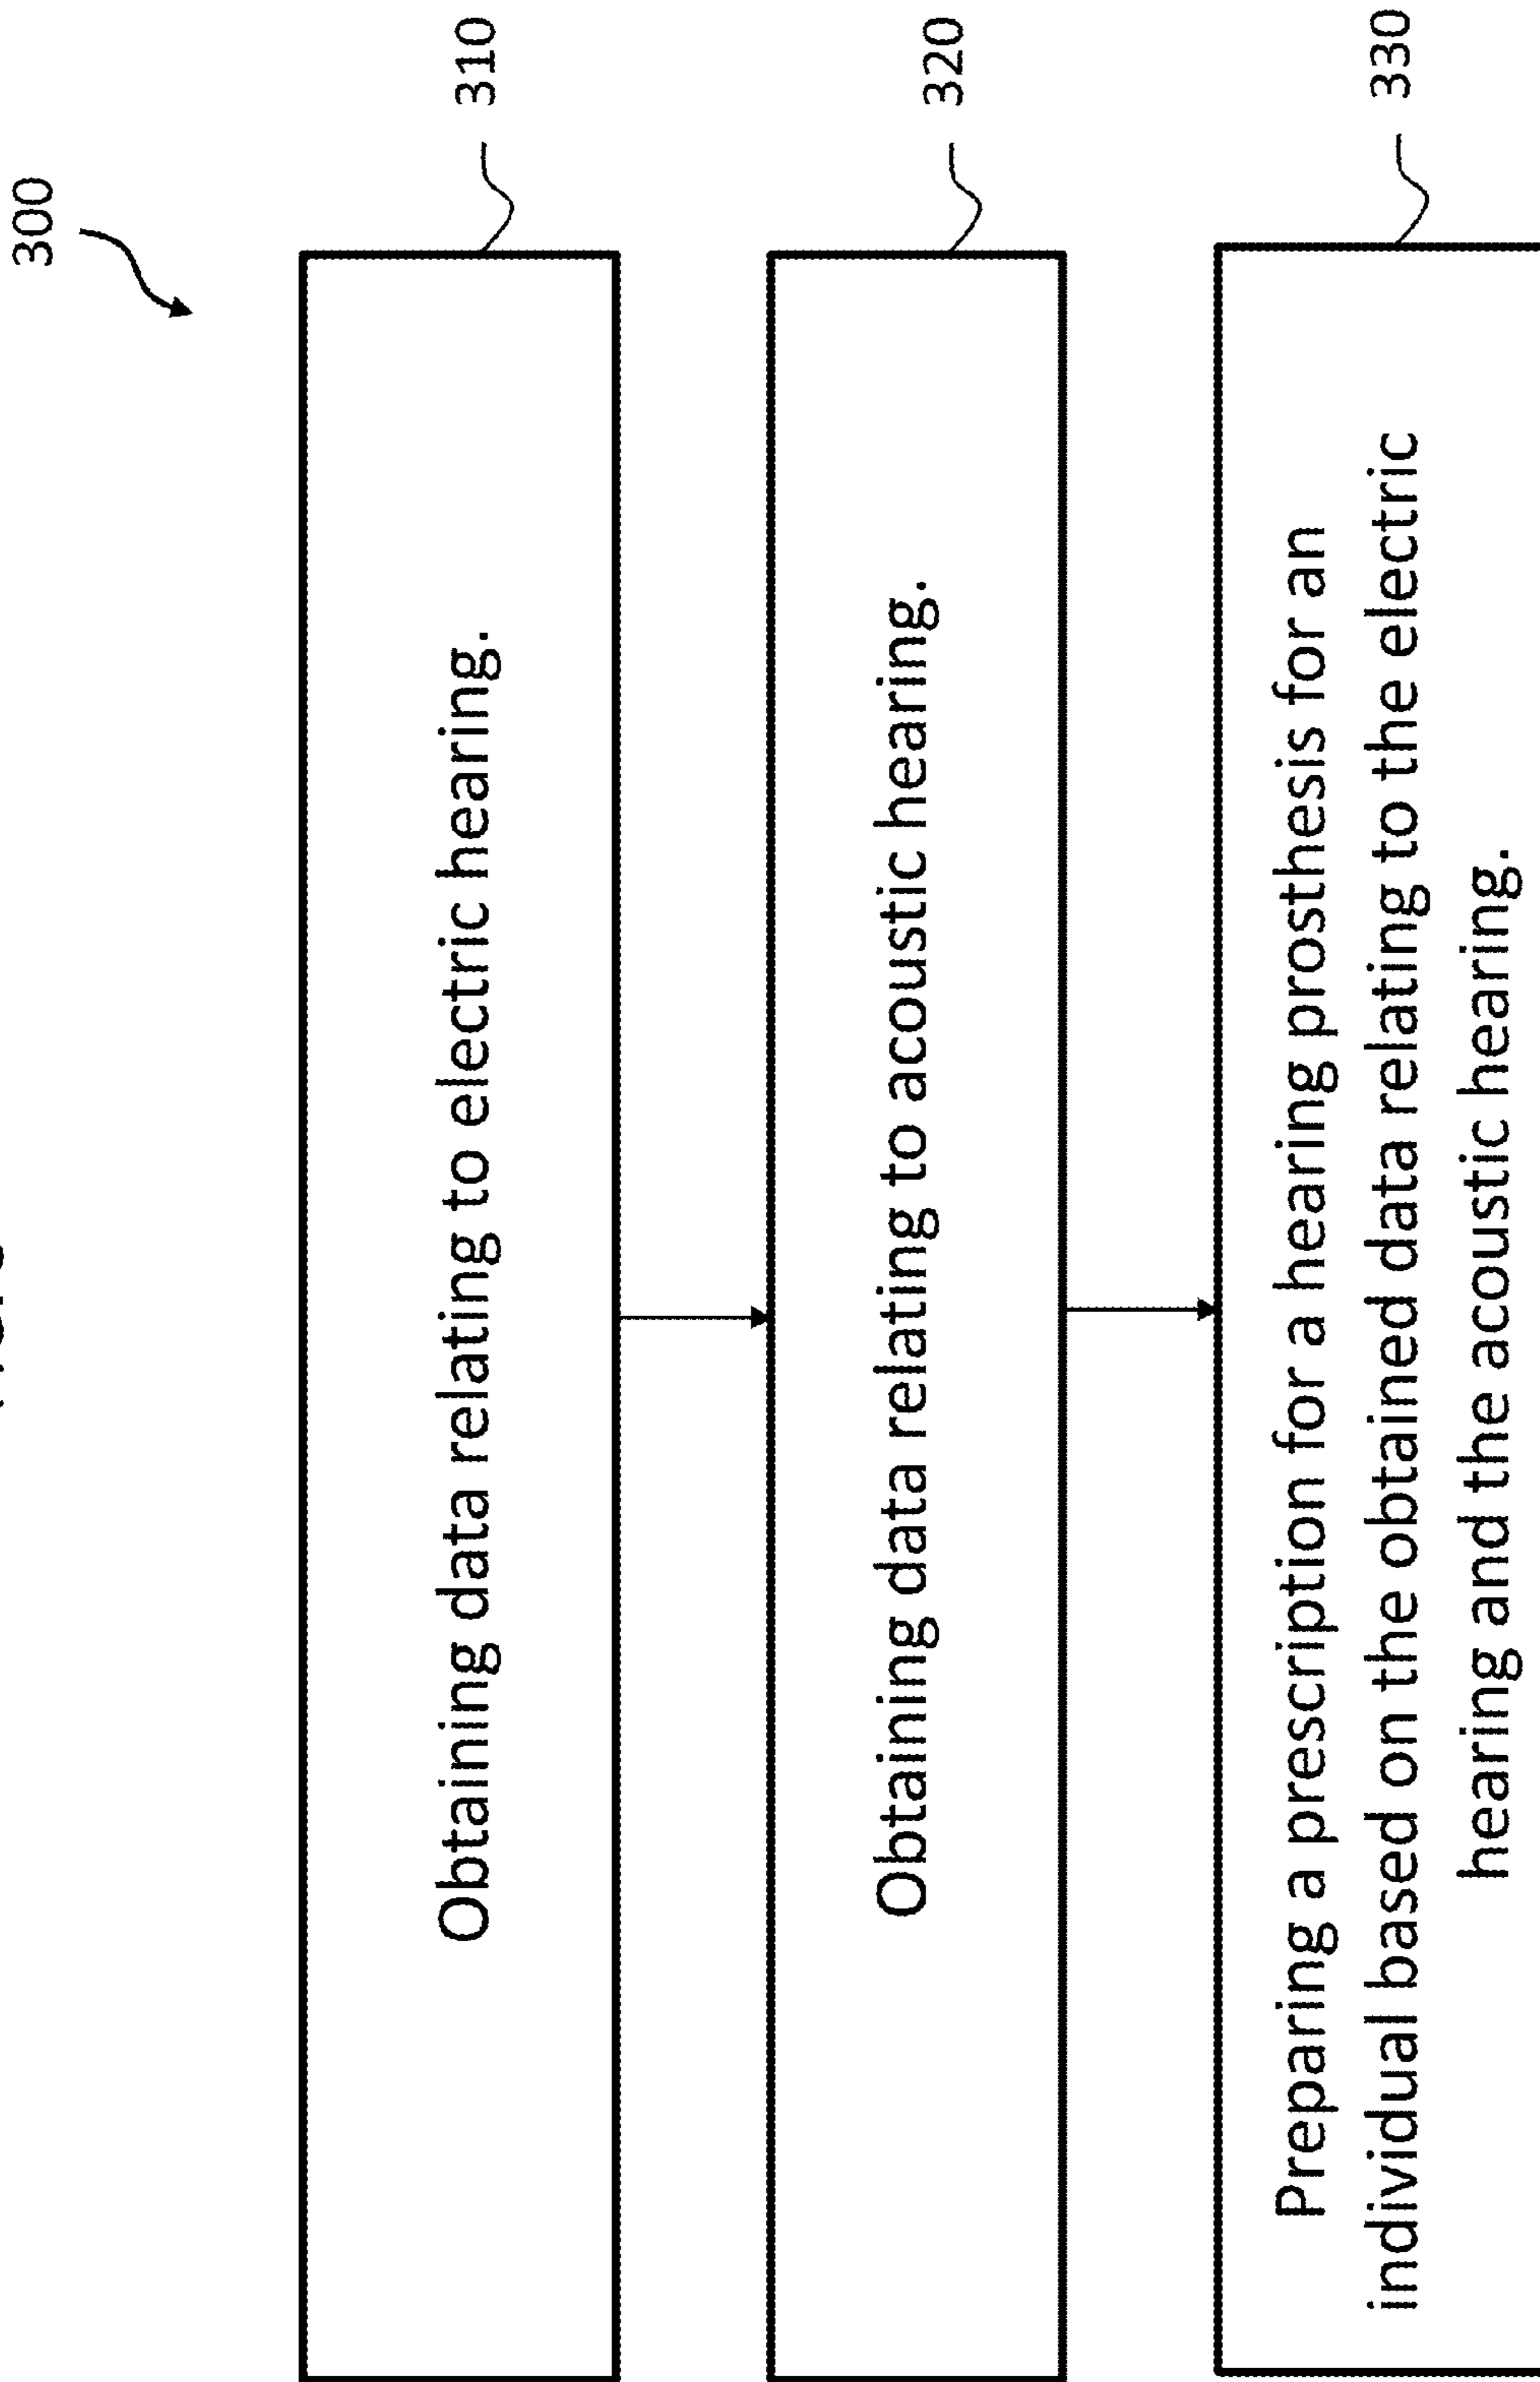 300
Obtaining data relating to electric hearing.
310
Obtaining data relating to acoustic hearing.
320
Preparing a prescription for a hearing prosthesis for an
individual based on the obtained data relating to the electric
hearing and the acoustic hearing.
330